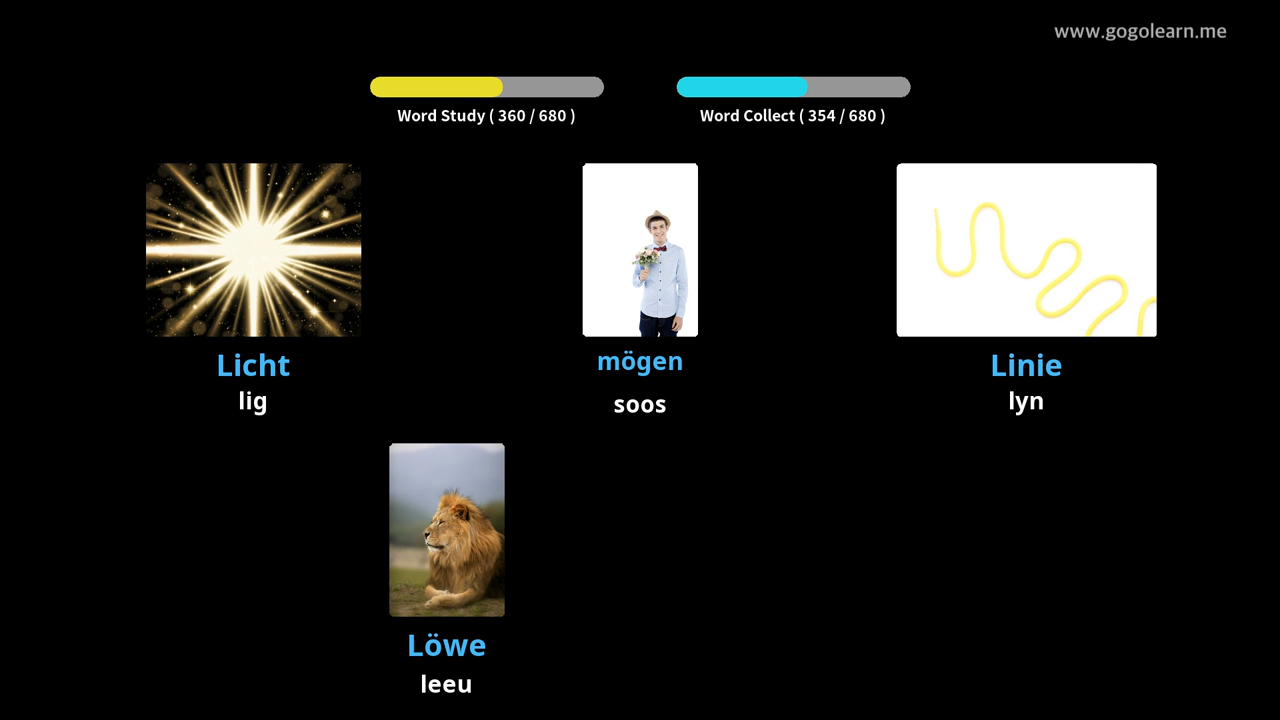 www.gogolearn.me
Word Study ( 360 / 680 )
Word Collect ( 354 / 680 )
Licht
lig
mögen
soos
Linie
lyn
Löwe
leeu